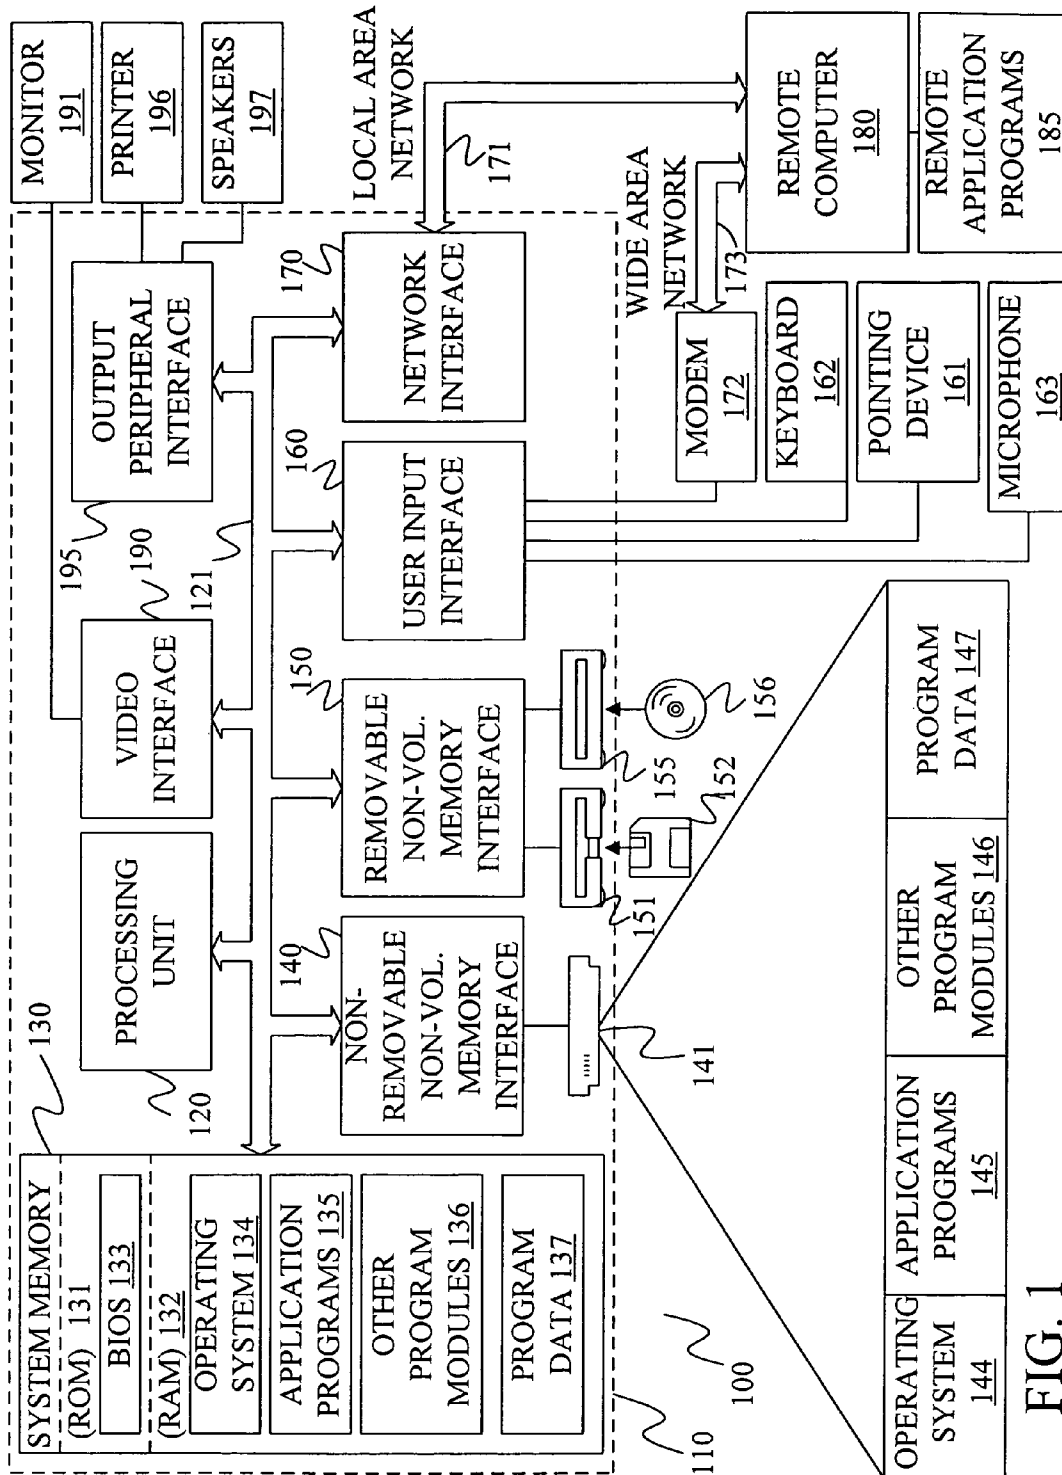 SYSTEM MEMORY
(ROM) 131
BIOS 133
(RAM) 132
OPERATING
SYSTEM 134
APPLICATION
PROGRAMS 135
OTHER
PROGRAM
MODULES 136
PROGRAM
DATA 137
130
PROCESSING
UNIT
120
VIDEO
INTERFACE
190
121
OUTPUT
PERIPHERAL
INTERFACE
195
MONITOR
191
PRINTER
196
SPEAKERS
197
NON-
REMOVABLE
NON-VOL.
MEMORY
INTERFACE
140
REMOVABLE
NON-VOL.
MEMORY
INTERFACE
150
USER INPUT
INTERFACE
160
NETWORK
INTERFACE
170
LOCAL AREA
NETWORK
171
141
151
152
155
156
WIDE AREA
NETWORK
173
MODEM
172
KEYBOARD
162
POINTING
DEVICE
161
MICROPHONE
163
REMOTE
COMPUTER
180
REMOTE
APPLICATION
PROGRAMS
185
110
100
OPERATING
SYSTEM
144
APPLICATION
PROGRAMS
145
OTHER
PROGRAM
MODULES 146
PROGRAM
DATA 147
FIG. 1